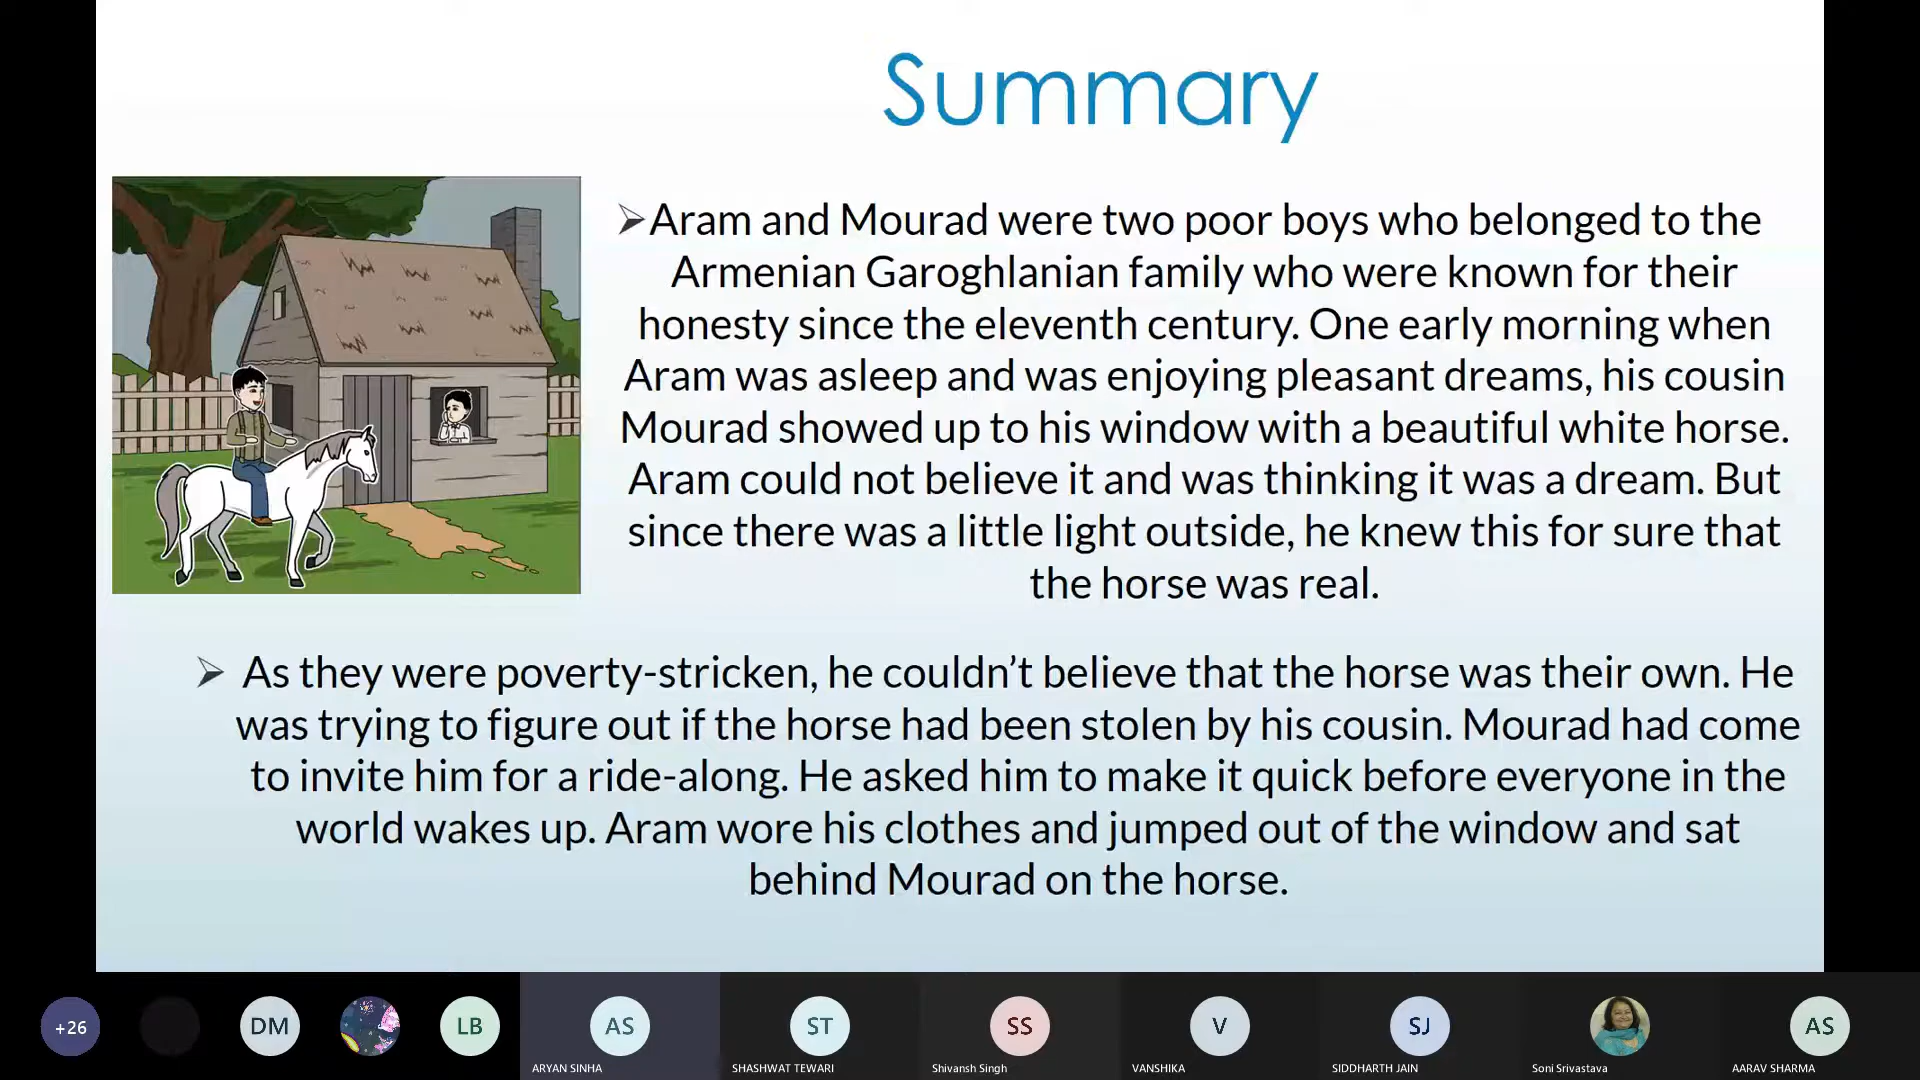 Summary
➢Aram and Mourad were two poor boys who belonged to the
Armenian Garoghlanian family who were known for their
honesty since the eleventh century. One early morning when
Aram was asleep and was enjoying pleasant dreams, his cousin
Mourad showed up to his window with a beautiful white horse.
Aram could not believe it and was thinking it was a dream. But
since there was a little light outside, he knew this for sure that
the horse was real.
➢ As they were poverty-stricken, he couldn’t believe that the horse was their own. He
was trying to figure out if the horse had been stolen by his cousin. Mourad had come
to invite him for a ride-along. He asked him to make it quick before everyone in the
world wakes up. Aram wore his clothes and jumped out of the window and sat
behind Mourad on the horse.
+26 DM LB AS ST SS V SJ AS
ARYAN SINHA SHASHWAT TEWARI Shivansh Singh VANSHIKA SIDDHARTH JAIN Soni Srivastava AARAV SHARMA